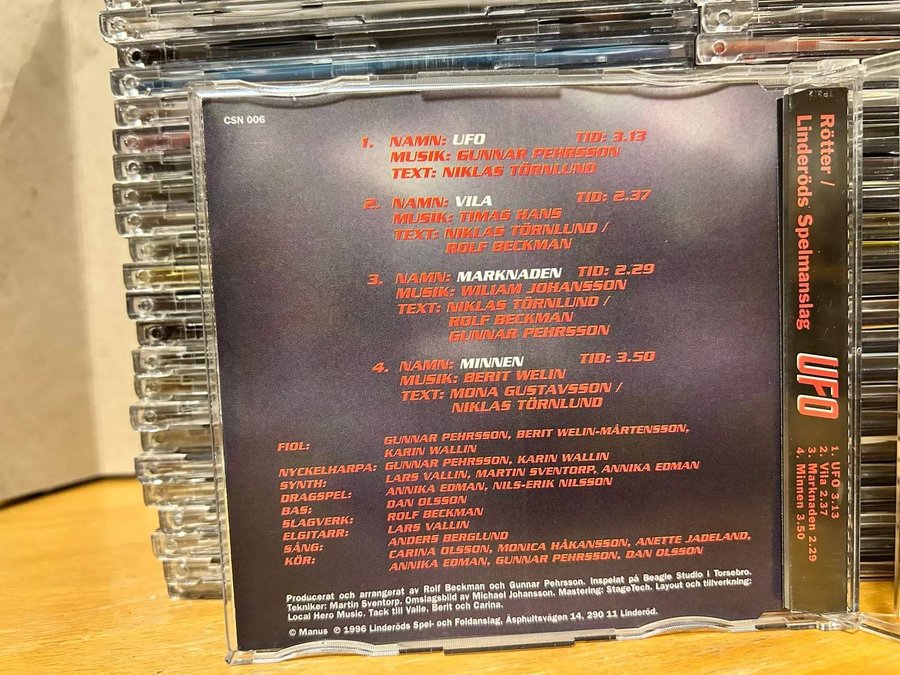 CSN 006
1. NAMN: UFO TID: 3.13
MUSIK: GUNNAR PEHRSSON
TEXT: NIKLAS TÖRNLUND
2. NAMN: VILA TID: 2.37
MUSIK: TIMAS HANS
TEXT: NIKLAS TÖRNLUND /
ROLF BECKMAN
3. NAMN: MARKNADEN TID: 2.29
MUSIK: WILIAM JOHANSSON
TEXT: NIKLAS TÖRNLUND /
ROLF BECKMAN
GUNNAR PEHRSSON
4. NAMN: MINNEN TID: 3.50
MUSIK: BERIT WELIN
TEXT: MONA GUSTAVSSON /
NIKLAS TÖRNLUND
FIOL: GUNNAR PEHRSSON, BERIT WELIN-MÅRTENSSON,
KARIN WALLIN
NYCKELHARPA: GUNNAR PEHRSSON, KARIN WALLIN
SYNTH: LARS VALLIN, MARTIN SVENTORP, ANNIKA EDMAN
DRAGSPEL: ANNIKA EDMAN, NILS-ERIK NILSSON
BAS: DAN OLSSON
SLAGVERK: ROLF BECKMAN
ELGITARR: LARS VALLIN
SÅNG: ANDERS BERGLUND
KÖR: CARINA OLSSON, MONICA HÅKANSSON, ANETTE JADELAND,
ANNIKA EDMAN, GUNNAR PEHRSSON, DAN OLSSON
Producerat och arrangerat av Rolf Beckman och Gunnar Pehrsson. Inspelat på Beagle Studio i Torsebro.
Tekniker: Martin Sventorp. Omslagsbild av Michael Johansson. Mastering: StageTech. Layout och tillverkning:
Local Hero Music. Tack till Valle, Berit och Carina.
© Manus ℗ 1996 Linderöds Spel- och Feldanslag, Äsphultsvägen 14, 290 11 Linderöd.
Rötter /
Linderöds Spelmanslag
UFO
1. UFO 3.13
2. Vila 2.37
3. Marknaden 2.29
4. Minnen 3.50